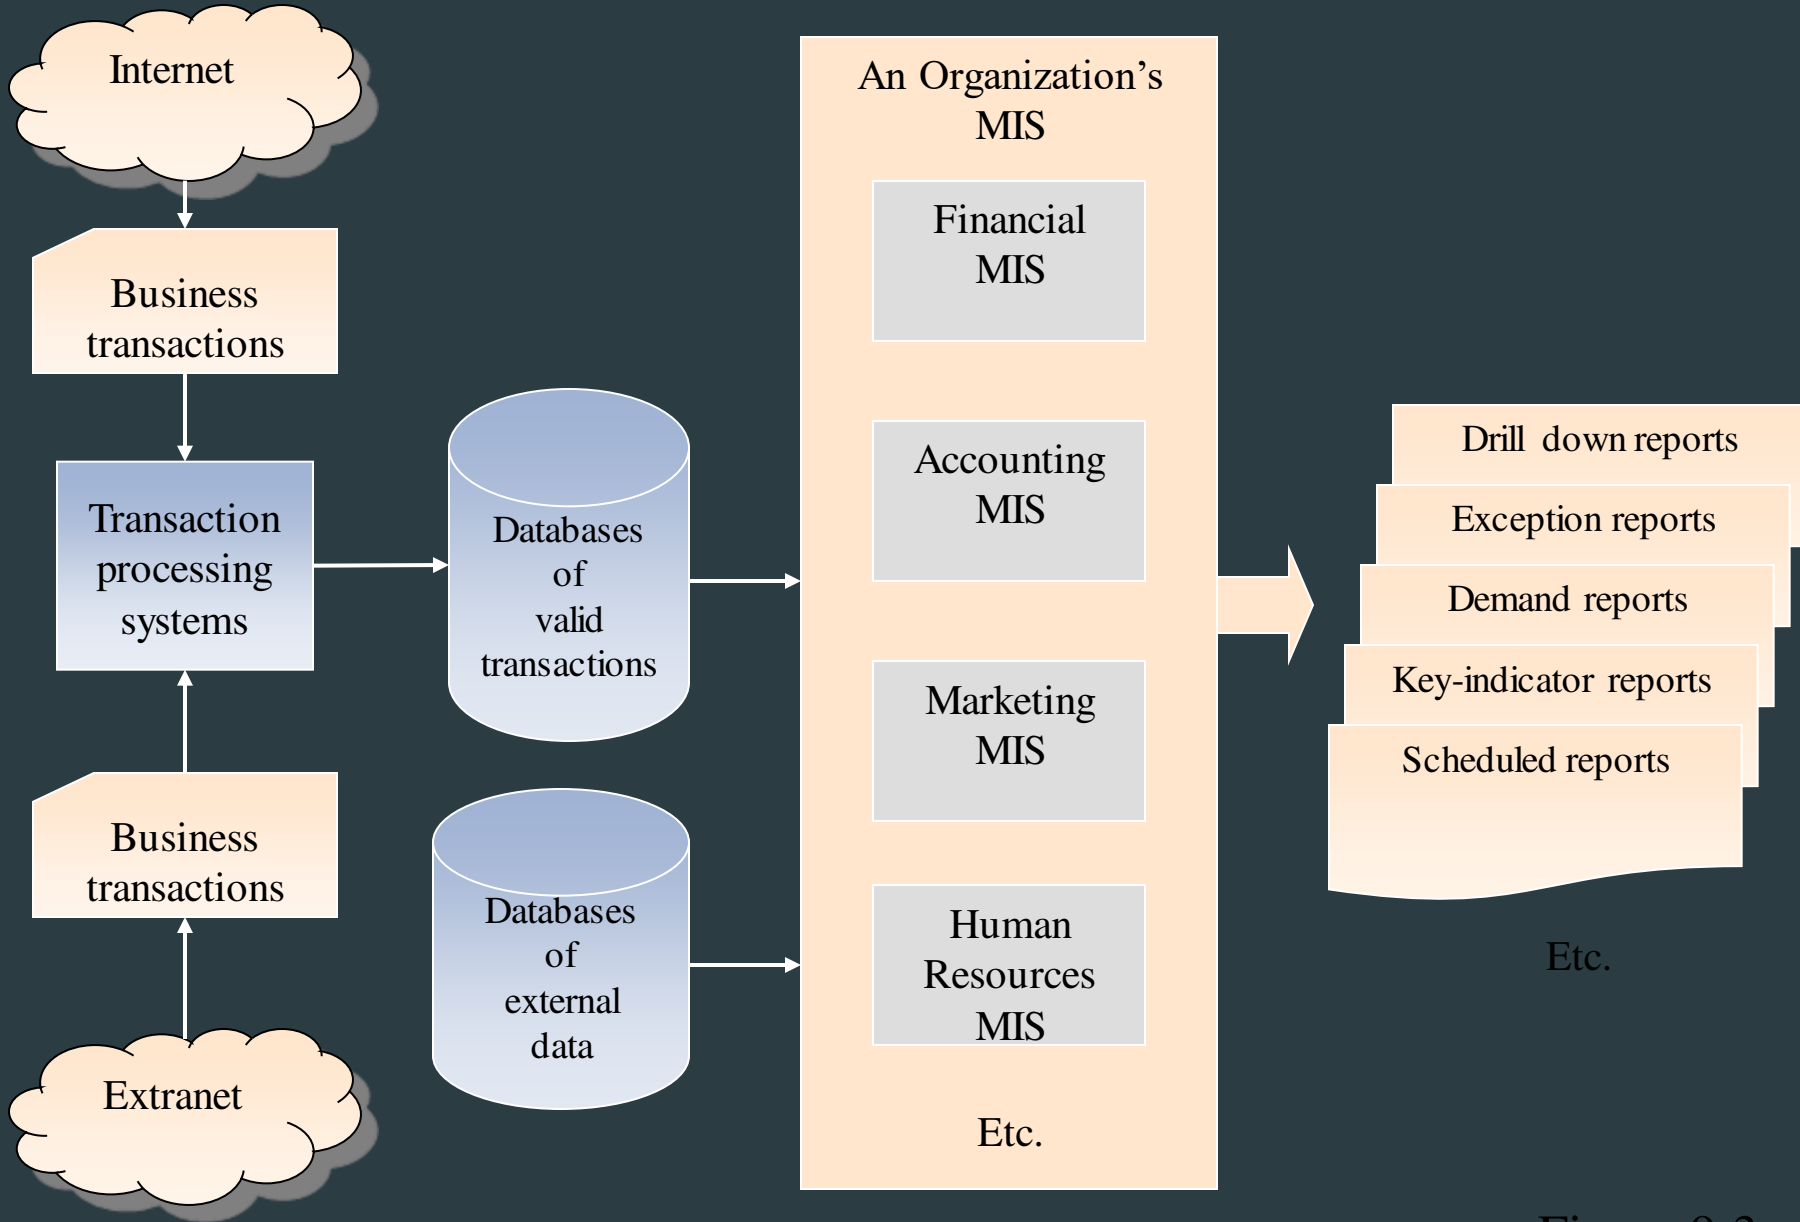 Internet
Business
transactions
Transaction
processing
systems
Business
transactions
Extranet
Databases
of
valid
transactions
Databases
of
external
data
An Organization's
MIS
Financial
MIS
Accounting
MIS
Marketing
MIS
Human
Resources
MIS
Etc.
Drill down reports
Exception reports
Demand reports
Key-indicator reports
Scheduled reports
Etc.